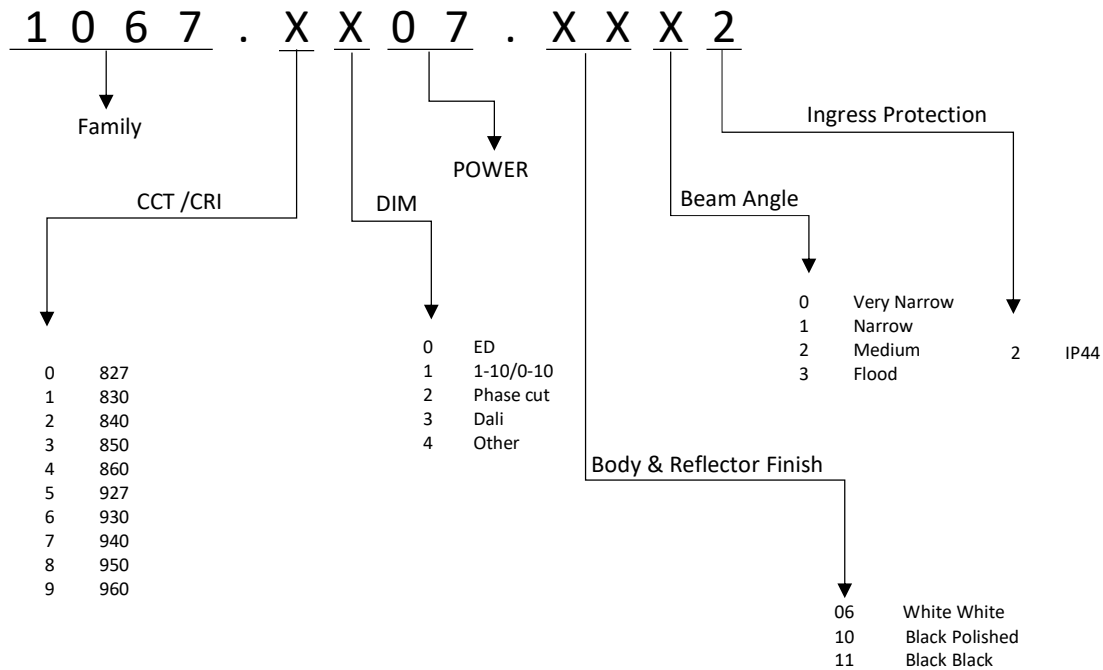 1 0 6 7 . X X 0 7 . X X X 2
Ingress Protection
Family
POWER
CCT /CRI
DIM
Beam Angle
0 Very Narrow
1 Narrow
2 Medium
3 Flood
2 IP44
0 ED
1 1-10/0-10
2 Phase cut
3 Dali
4 Other
0 827
1 830
2 840
3 850
4 860
5 927
6 930
7 940
8 950
9 960
Body & Reflector Finish
06 White White
10 Black Polished
11 Black Black